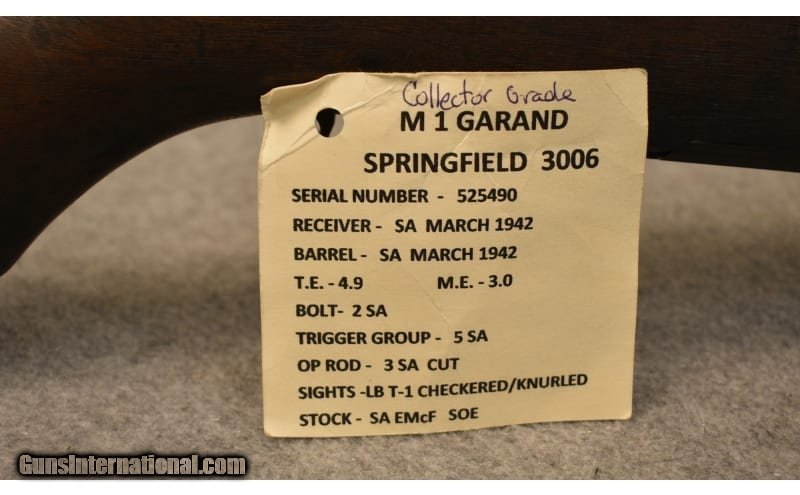 Collector Grade
M 1 GARAND
SPRINGFIELD 3006
SERIAL NUMBER - 525490
RECEIVER - SA MARCH 1942
BARREL - SA MARCH 1942
T.E. - 4.9 M.E. - 3.0
BOLT- 2 SA
TRIGGER GROUP - 5 SA
OP ROD - 3 SA CUT
SIGHTS -LB T-1 CHECKERED/KNURLED
STOCK - SA EMcF SOE
GunsInternational.com